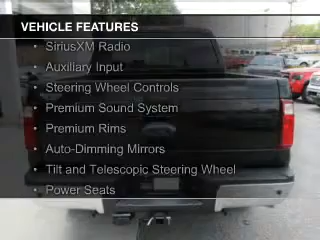 VEHICLE FEATURES
• SiriusXM Radio
• Auxiliary Input
• Steering Wheel Controls
• Premium Sound System
• Premium Rims
• Auto-Dimming Mirrors
• Tilt and Telescopic Steering Wheel
• Power Seats